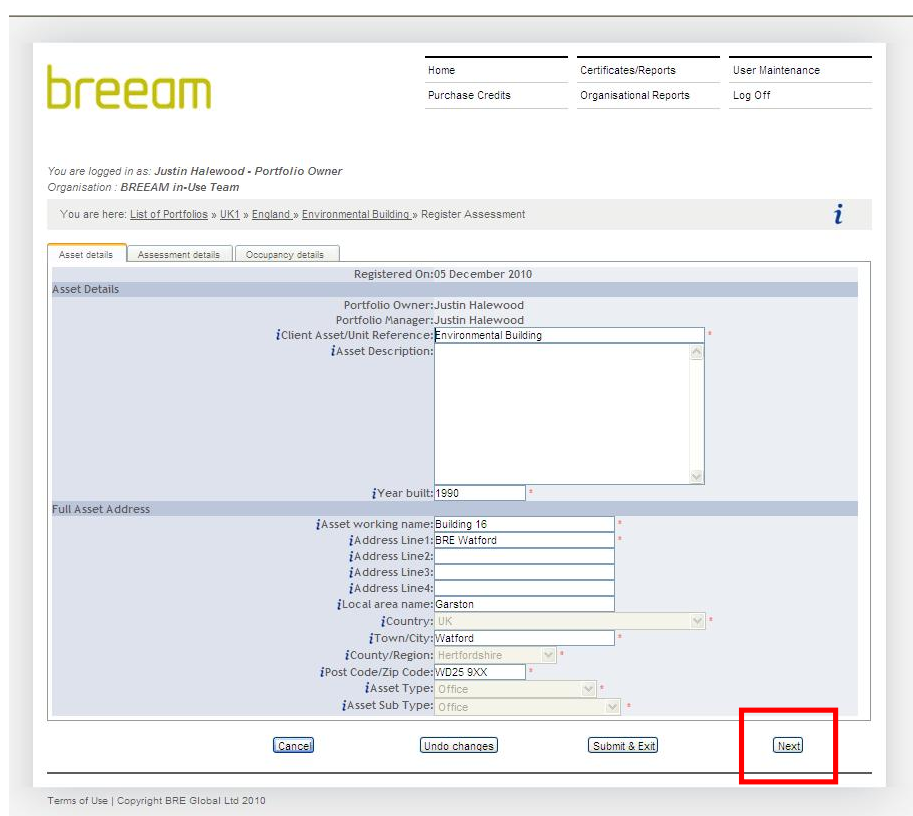 breeam
Home
Certificates/Reports
User Maintenance
Purchase Credits
Organisational Reports
Log Off
You are logged in as: Justin Halewood - Portfolio Owner
Organisation : BREEAM in-Use Team
You are here: List of Portfolios » UK1 » England » Environmental Building » Register Assessment
i
Asset details
Assessment details
Occupancy details
Registered On:05 December 2010
Asset Details
Portfolio Owner:Justin Halewood
Portfolio Manager:Justin Halewood
iClient Asset/Unit Reference:Environmental Building *
iAsset Description:
iYear built:1990 *
Full Asset Address
iAsset working name:Building 16 *
iAddress Line1:BRE Watford *
iAddress Line2:
iAddress Line3:
iAddress Line4:
iLocal area name:Garston
iCountry:UK *
iTown/City:Watford *
iCounty/Region:Hertfordshire *
iPost Code/Zip Code:WD25 9XX *
iAsset Type:Office *
iAsset Sub Type:Office *
Cancel
Undo changes
Submit & Exit
Next
Terms of Use | Copyright BRE Global Ltd 2010